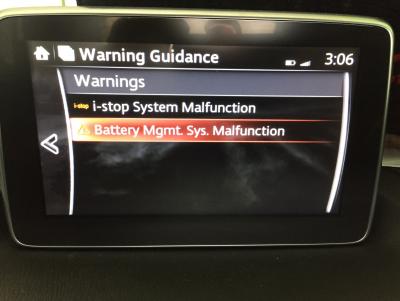 Warning Guidance 3:06
Warnings
i-stop i-stop System Malfunction
Battery Mgmt. Sys. Malfunction